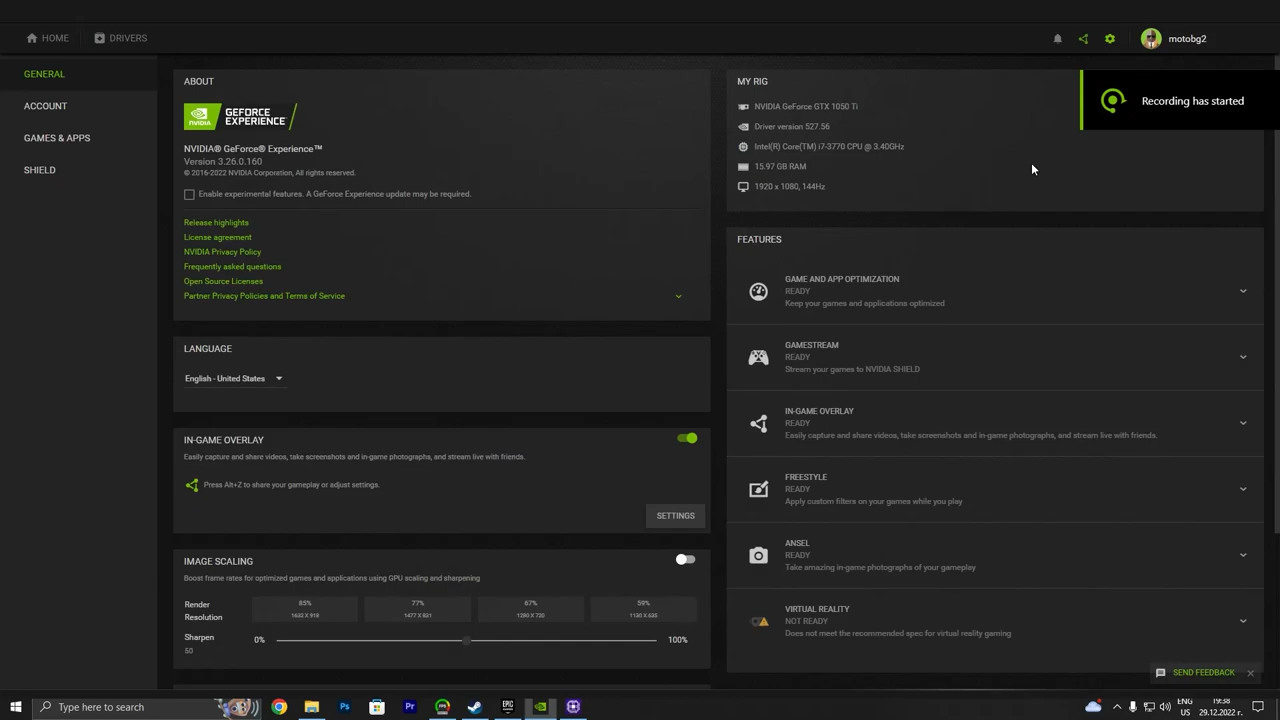 HOME
DRIVERS
motobg2
GENERAL
ACCOUNT
GAMES & APPS
SHIELD
ABOUT
NVIDIA
GEFORCE
EXPERIENCE
NVIDIA® GeForce® Experience™
Version 3.26.0.160
© 2016-2022 NVIDIA Corporation, All rights reserved.
Enable experimental features. A GeForce Experience update may be required.
Release highlights
License agreement
NVIDIA Privacy Policy
Frequently asked questions
Open Source Licenses
Partner Privacy Policies and Terms of Service
LANGUAGE
English - United States
IN-GAME OVERLAY
Easily capture and share videos, take screenshots and in-game photographs, and stream live with friends.
Press Alt+Z to share your gameplay or adjust settings.
SETTINGS
IMAGE SCALING
Boost frame rates for optimized games and applications using GPU scaling and sharpening
Render
Resolution
85%
1632 X 918
77%
1477 X 831
67%
1280 X 720
59%
1130 X 635
Sharpen
50
0%
100%
MY RIG
NVIDIA GeForce GTX 1050 Ti
Driver version 527.56
Intel(R) Core(TM) i7-3770 CPU @ 3.40GHz
15.97 GB RAM
1920 x 1080, 144Hz
Recording has started
FEATURES
GAME AND APP OPTIMIZATION
READY
Keep your games and applications optimized
GAMESTREAM
READY
Stream your games to NVIDIA SHIELD
IN-GAME OVERLAY
READY
Easily capture and share videos, take screenshots and in-game photographs, and stream live with friends.
FREESTYLE
READY
Apply custom filters on your games while you play
ANSEL
READY
Take amazing in-game photographs of your gameplay
VIRTUAL REALITY
NOT READY
Does not meet the recommended spec for virtual reality gaming
SEND FEEDBACK
Type here to search
Ps
Pr
EPIC
ENG
US
19:38
29.12.2022 г.